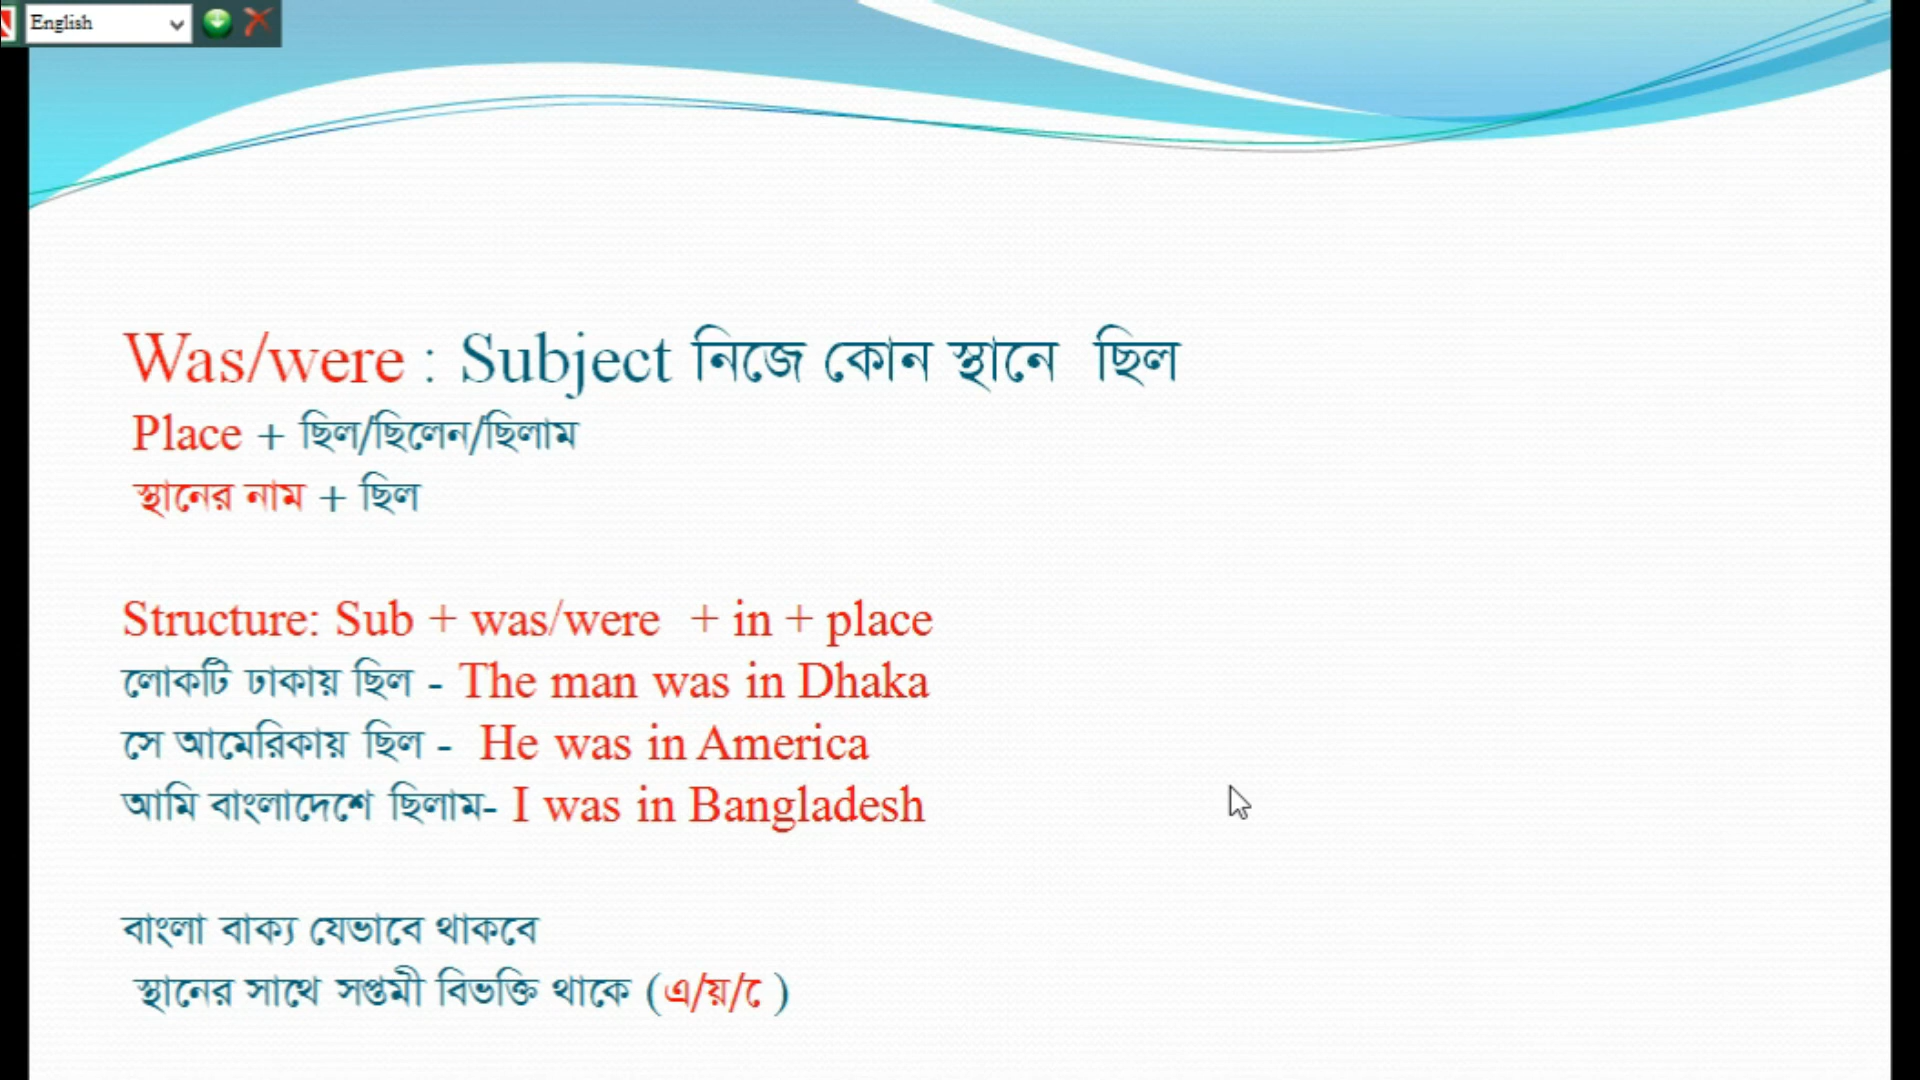 English
Was/were : Subject নিজে কোন স্থানে ছিল
Place + ছিল/ছিলেন/ছিলাম
স্থানের নাম + ছিল
Structure: Sub + was/were + in + place
লোকটি ঢাকায় ছিল - The man was in Dhaka
সে আমেরিকায় ছিল - He was in America
আমি বাংলাদেশে ছিলাম- I was in Bangladesh
বাংলা বাক্য যেভাবে থাকবে
স্থানের সাথে সপ্তমী বিভক্তি থাকে (এ/য়/ে )